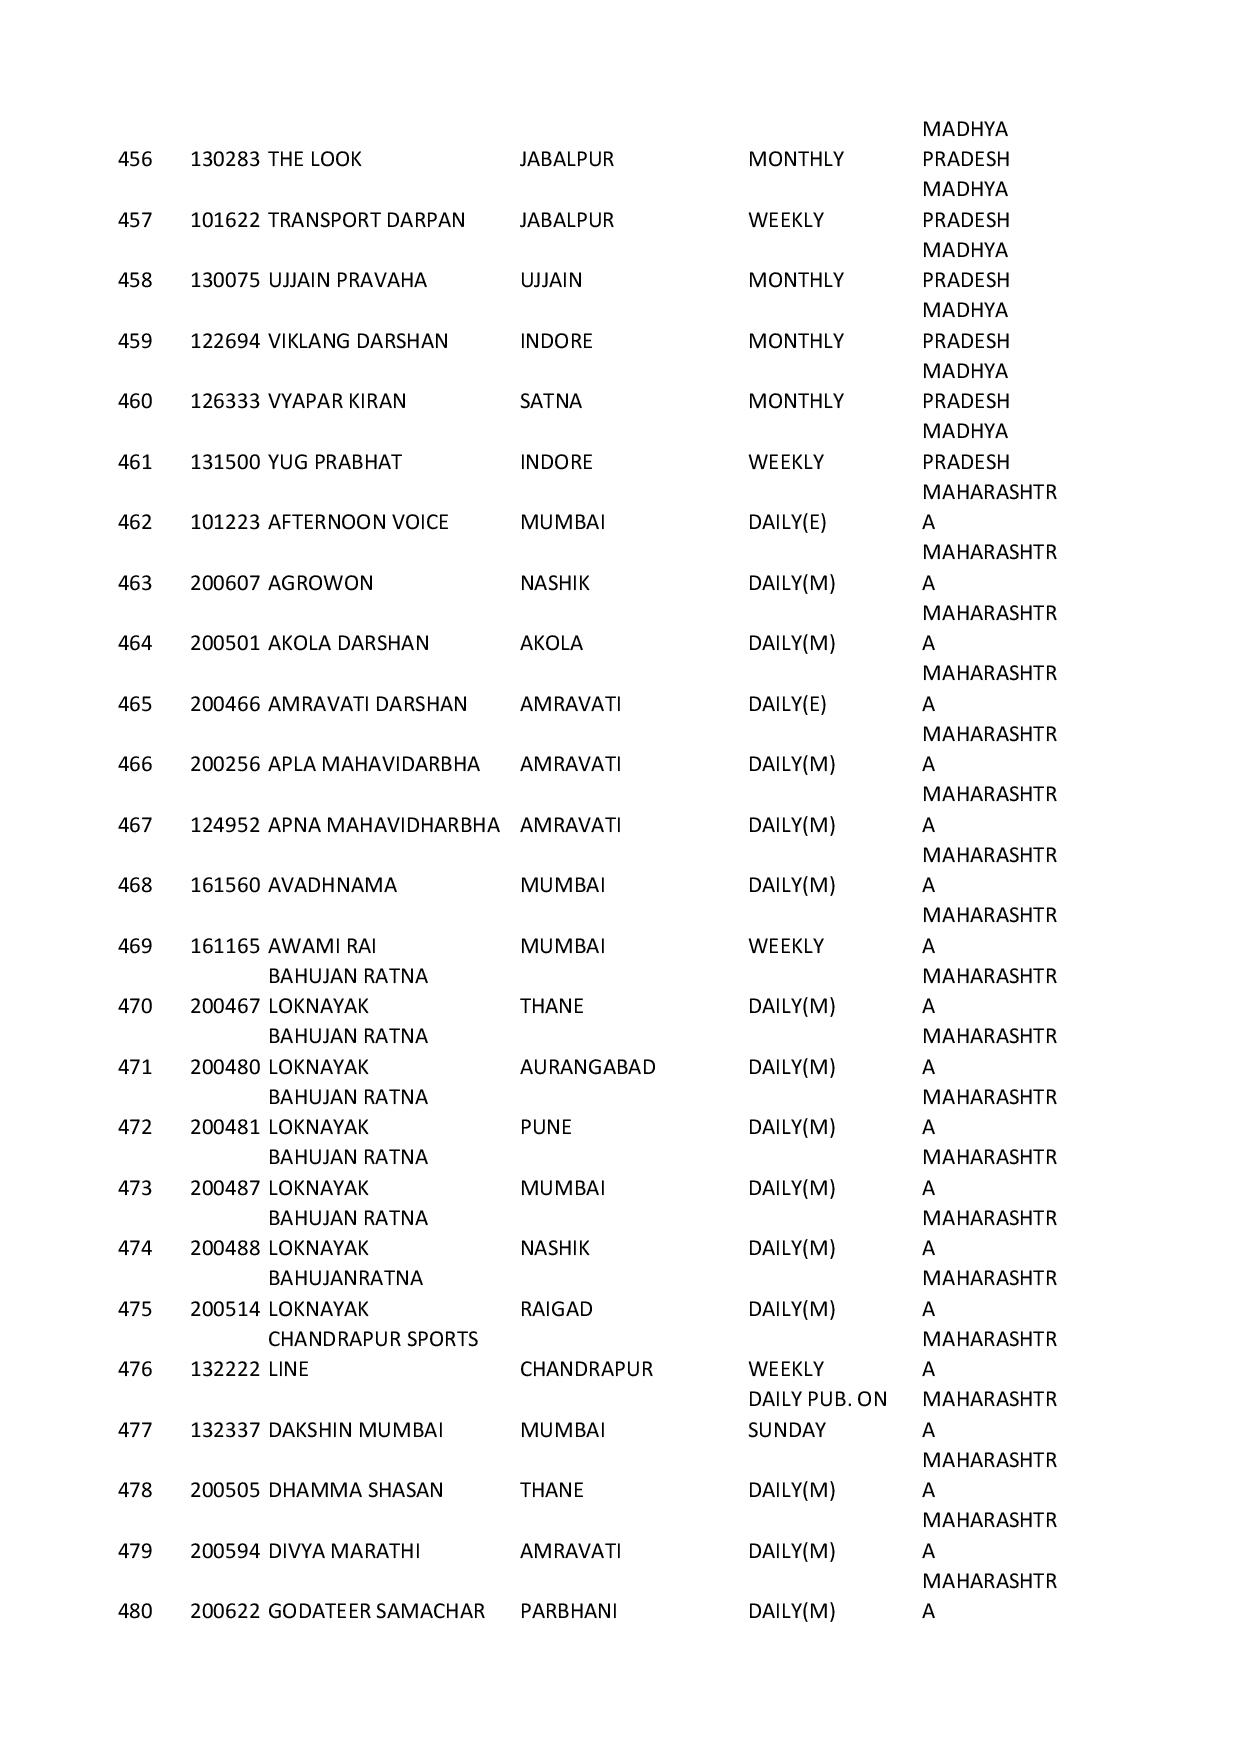 MADHYA
456 130283 THE LOOK JABALPUR MONTHLY PRADESH
MADHYA
457 101622 TRANSPORT DARPAN JABALPUR WEEKLY PRADESH
MADHYA
458 130075 UJJAIN PRAVAHA UJJAIN MONTHLY PRADESH
MADHYA
459 122694 VIKLANG DARSHAN INDORE MONTHLY PRADESH
MADHYA
460 126333 VYAPAR KIRAN SATNA MONTHLY PRADESH
MADHYA
461 131500 YUG PRABHAT INDORE WEEKLY PRADESH
MAHARASHTR
462 101223 AFTERNOON VOICE MUMBAI DAILY(E) A
MAHARASHTR
463 200607 AGROWON NASHIK DAILY(M) A
MAHARASHTR
464 200501 AKOLA DARSHAN AKOLA DAILY(M) A
MAHARASHTR
465 200466 AMRAVATI DARSHAN AMRAVATI DAILY(E) A
MAHARASHTR
466 200256 APLA MAHAVIDARBHA AMRAVATI DAILY(M) A
MAHARASHTR
467 124952 APNA MAHAVIDHARBHA AMRAVATI DAILY(M) A
MAHARASHTR
468 161560 AVADHNAMA MUMBAI DAILY(M) A
MAHARASHTR
469 161165 AWAMI RAI MUMBAI WEEKLY A
BAHUJAN RATNA MAHARASHTR
470 200467 LOKNAYAK THANE DAILY(M) A
BAHUJAN RATNA MAHARASHTR
471 200480 LOKNAYAK AURANGABAD DAILY(M) A
BAHUJAN RATNA MAHARASHTR
472 200481 LOKNAYAK PUNE DAILY(M) A
BAHUJAN RATNA MAHARASHTR
473 200487 LOKNAYAK MUMBAI DAILY(M) A
BAHUJAN RATNA MAHARASHTR
474 200488 LOKNAYAK NASHIK DAILY(M) A
BAHUJANRATNA MAHARASHTR
475 200514 LOKNAYAK RAIGAD DAILY(M) A
CHANDRAPUR SPORTS MAHARASHTR
476 132222 LINE CHANDRAPUR WEEKLY A
DAILY PUB. ON MAHARASHTR
477 132337 DAKSHIN MUMBAI MUMBAI SUNDAY A
MAHARASHTR
478 200505 DHAMMA SHASAN THANE DAILY(M) A
MAHARASHTR
479 200594 DIVYA MARATHI AMRAVATI DAILY(M) A
MAHARASHTR
480 200622 GODATEER SAMACHAR PARBHANI DAILY(M) A